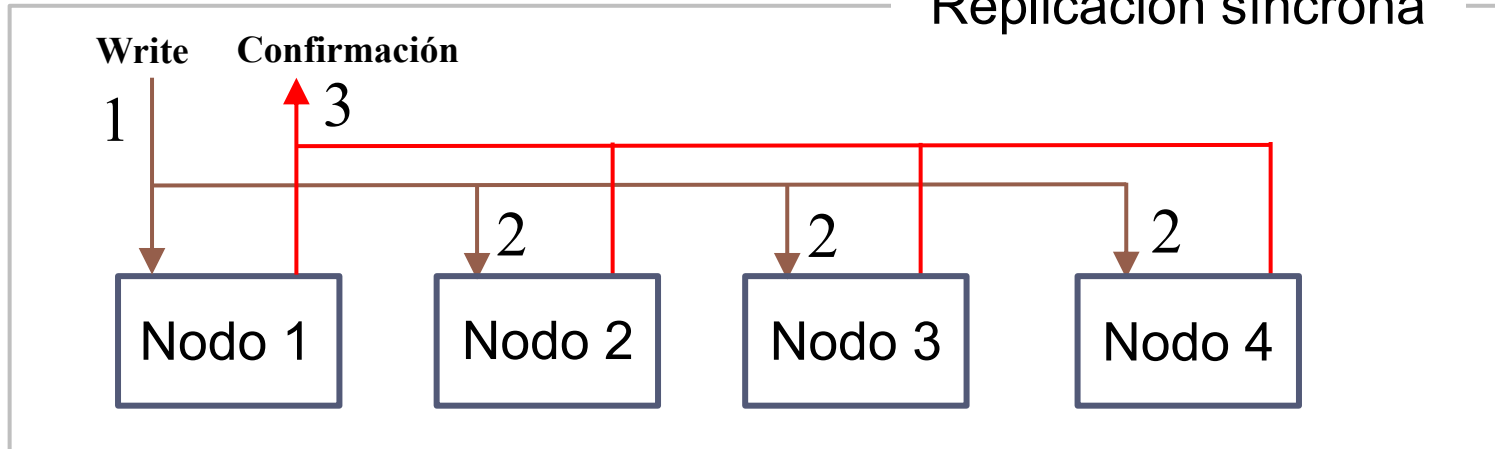 Replicación síncrona
Write Confirmación
1 3
2 2 2
Nodo 1 Nodo 2 Nodo 3 Nodo 4